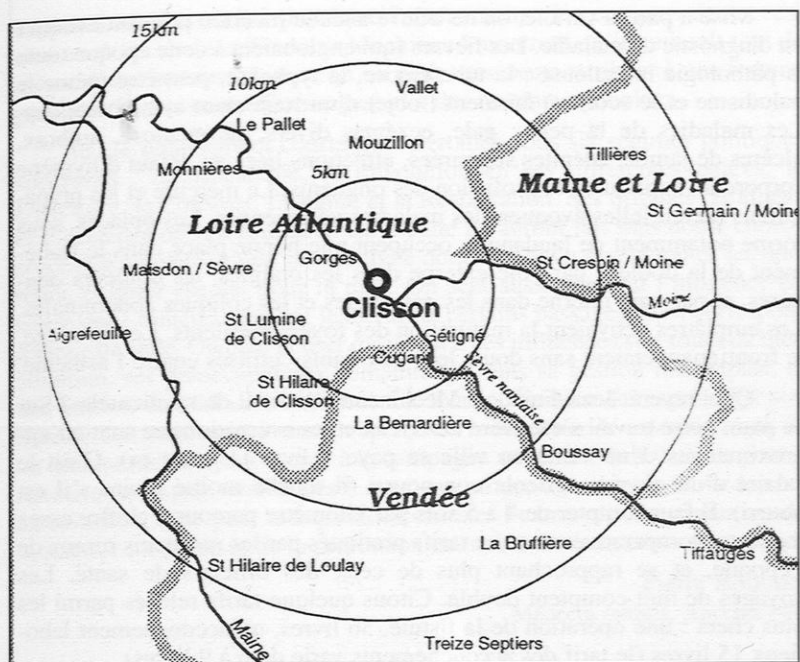 15km
10km
Vallet
Le Pallet
Mouzillon
Tillières
Monnières
5km
Maine et Loire
St Germain / Moine
Loire Atlantique
Gorges
St Crespin / Moine
Maisdon / Sèvre
Clisson
Moine
Aigrefeuille
St Lumine
de Clisson
Gétigné
Cugand
Sèvre nantaise
St Hilaire
de Clisson
La Bernardière
Boussay
Vendée
La Bruffière
Tiffauges
St Hilaire de Loulay
Maine
Treize Septiers